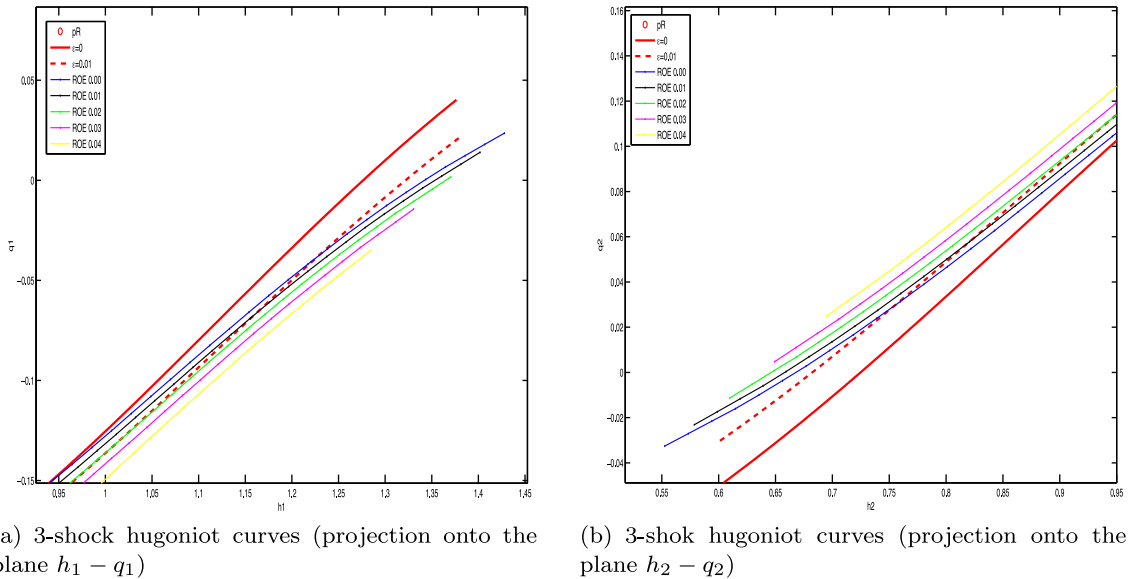 pR
ε=0
ε=0.01
ROE 0.00
ROE 0.01
ROE 0.02
ROE 0.03
ROE 0.04
0.05
0
−0.05
−0.1
−0.15
q1
0,95 1 1,05 1,1 1,15 1,2 1,25 1,3 1,35 1,4 1,45
h1
pR
ε=0
ε=0.01
ROE 0.00
ROE 0.01
ROE 0.02
ROE 0.03
ROE 0.04
0.16
0.14
0.12
0.1
0.08
0.06
0.04
0.02
0
−0.02
−0.04
q2
0.55 0.6 0.65 0.7 0.75 0.8 0.85 0.9 0.95
h2
a) 3-shock hugoniot curves (projection onto the
plane h₁ − q₁)
(b) 3-shok hugoniot curves (projection onto the
plane h₂ − q₂)